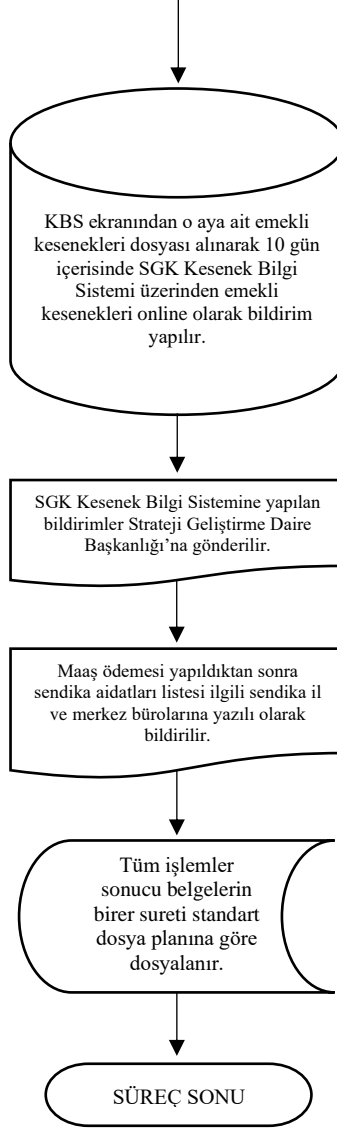 KBS ekranından o aya ait emekli
kesenekleri dosyası alınarak 10 gün
içerisinde SGK Kesenek Bilgi
Sistemi üzerinden emekli
kesenekleri online olarak bildirim
yapılır.
SGK Kesenek Bilgi Sistemine yapılan
bildirimler Strateji Geliştirme Daire
Başkanlığı’na gönderilir.
Maaş ödemesi yapıldıktan sonra
sendika aidatları listesi ilgili sendika il
ve merkez bürolarına yazılı olarak
bildirilir.
Tüm işlemler
sonucu belgelerin
birer sureti standart
dosya planına göre
dosyalanır.
SÜREÇ SONU